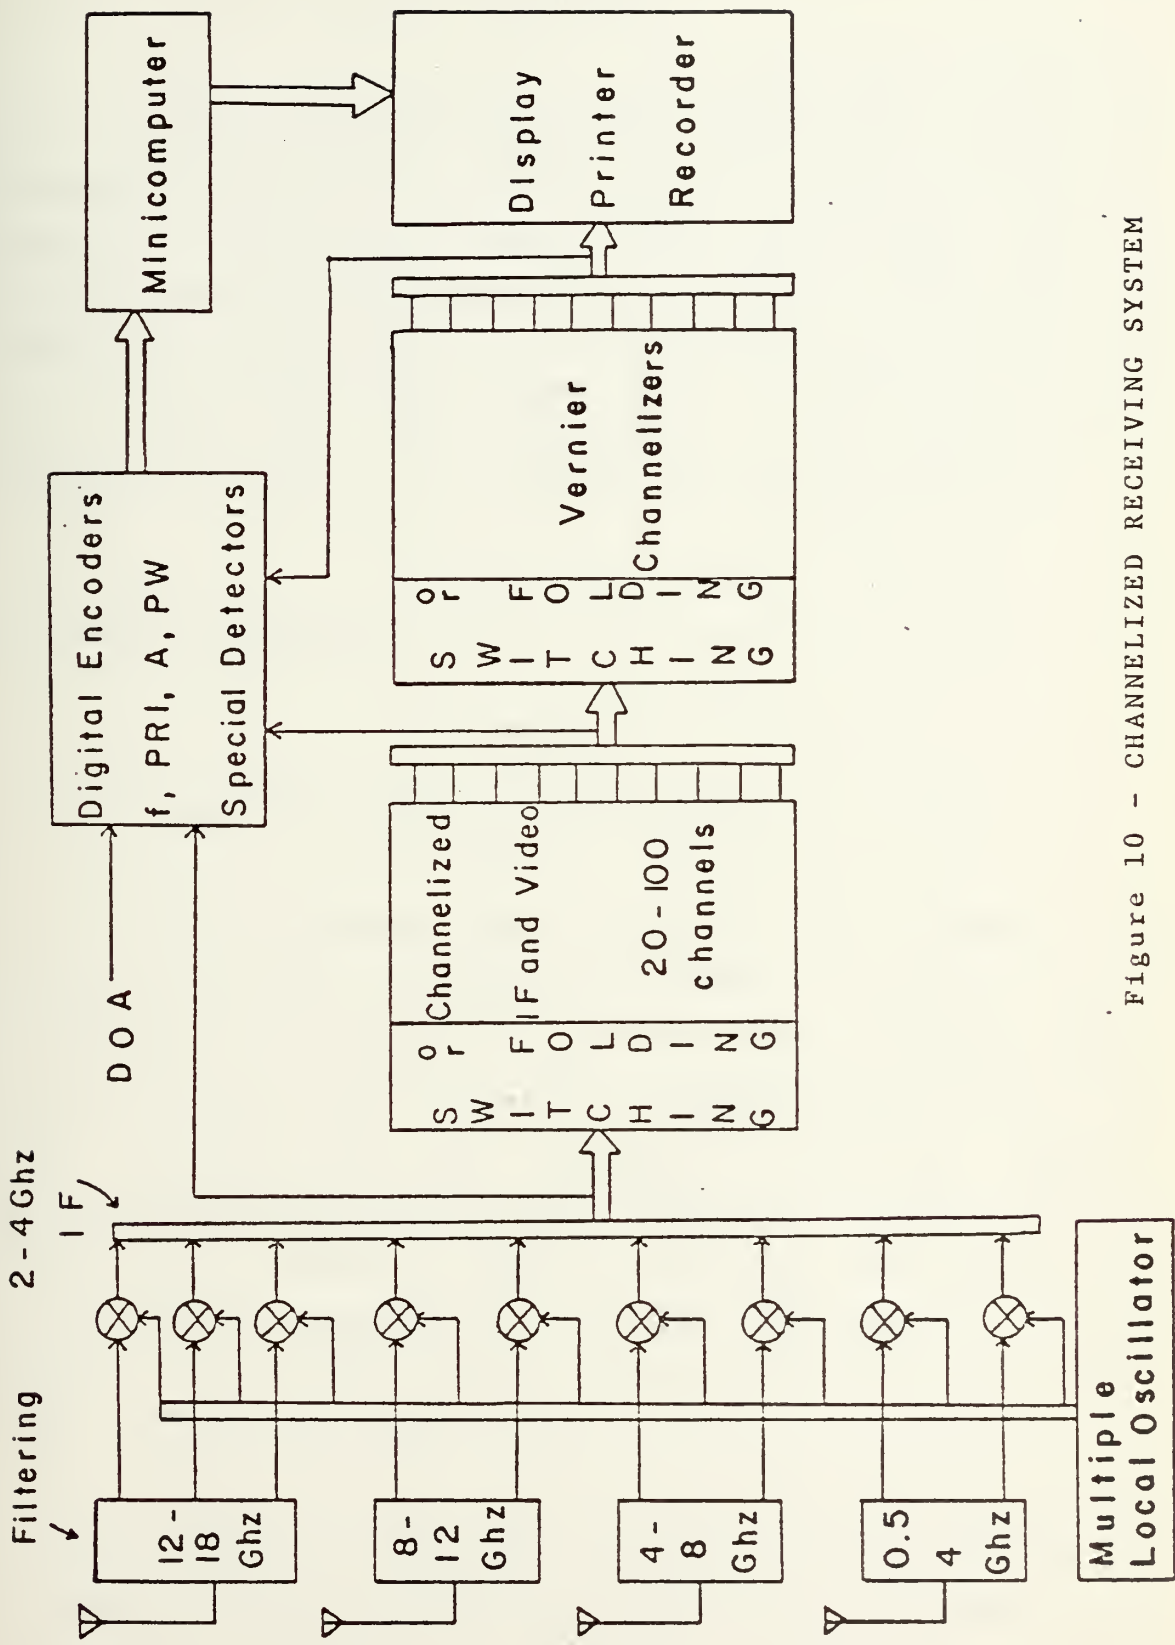 Filtering
2-4Ghz
IF
12-
18
Ghz
8-
12
Ghz
4-
8
Ghz
0.5
4
Ghz
Multiple
Local Oscillator
DOA
Digital Encoders
f, PRI, A, PW
Special Detectors
Minicomputer
SWITCHING
or FOLDING
Channelized
IF and Video
20-100
channels
SWITCHING
or FOLDING
Vernier
Channelizers
Display
Printer
Recorder
Figure 10 - CHANNELIZED RECEIVING SYSTEM